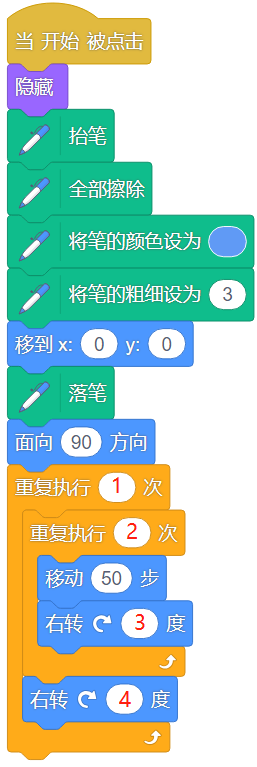 当 开始 被点击
隐藏
抬笔
全部擦除
将笔的颜色设为
将笔的粗细设为 3
移到 x: 0 y: 0
落笔
面向 90 方向
重复执行 1 次
重复执行 2 次
移动 50 步
右转 3 度
右转 4 度